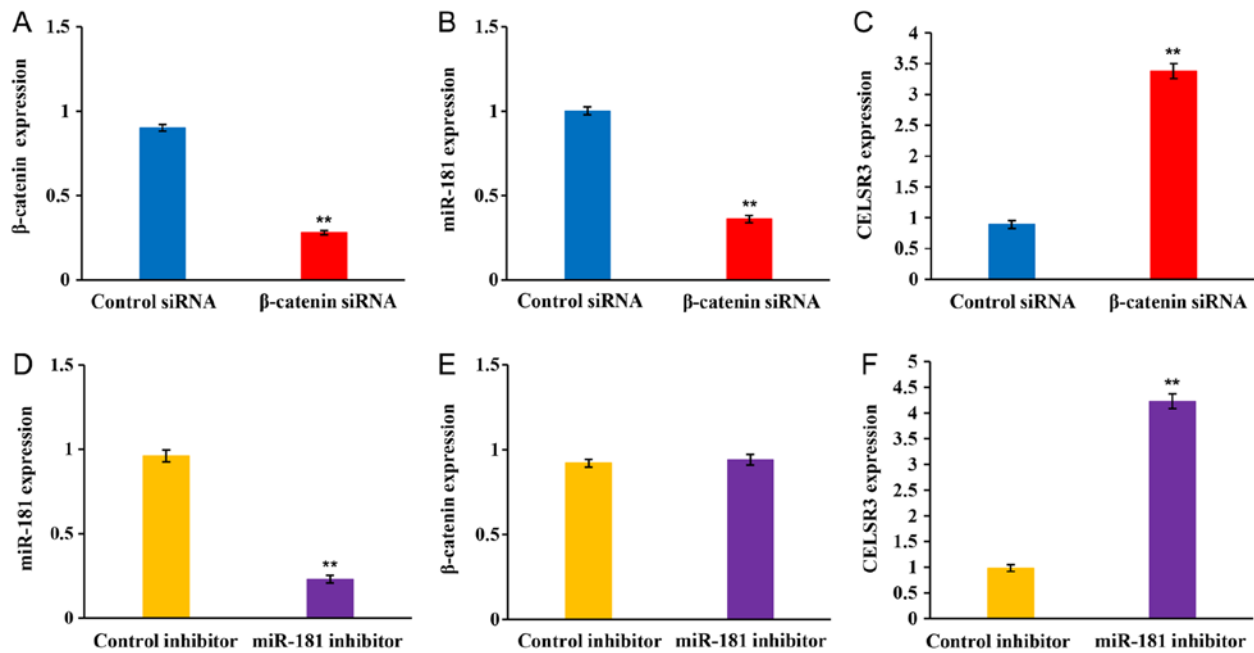 A
β-catenin expression
1.5
1
0.5
0
**
Control siRNA β-catenin siRNA
B
miR-181 expression
1.5
1
0.5
0
**
Control siRNA β-catenin siRNA
C
CELSR3 expression
4
3.5
3
2.5
2
1.5
1
0.5
0
**
Control siRNA β-catenin siRNA
D
miR-181 expression
1.5
1
0.5
0
**
Control inhibitor miR-181 inhibitor
E
β-catenin expression
1.5
1
0.5
0
Control inhibitor miR-181 inhibitor
F
CELSR3 expression
5
4.5
4
3.5
3
2.5
2
1.5
1
0.5
0
**
Control inhibitor miR-181 inhibitor